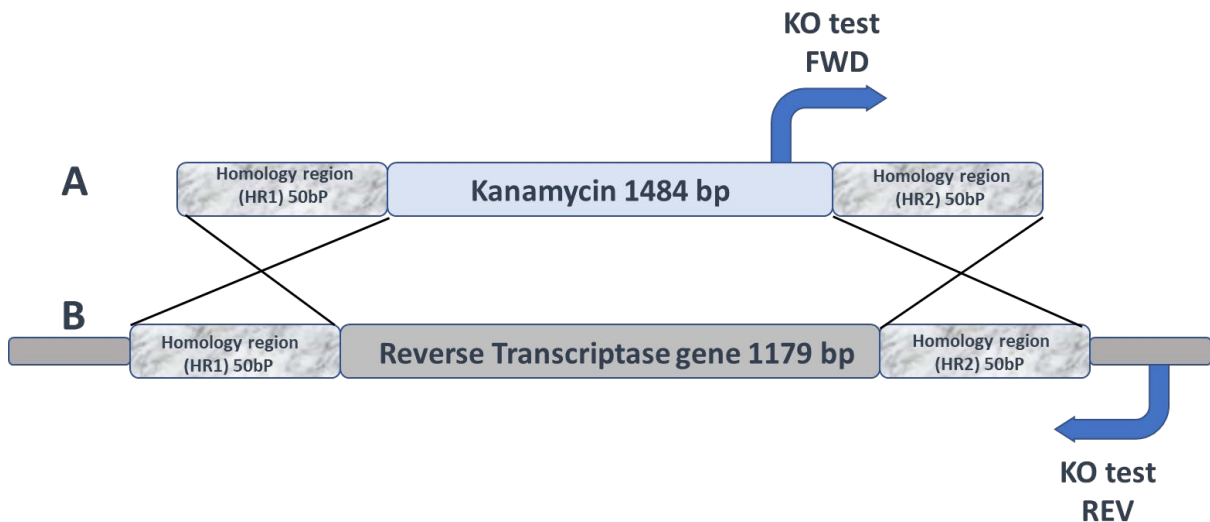 KO test
FWD
A
Homology region
(HR1) 50bP
Kanamycin 1484 bp
Homology region
(HR2) 50bP
B
Homology region
(HR1) 50bP
Reverse Transcriptase gene 1179 bp
Homology region
(HR2) 50bP
KO test
REV